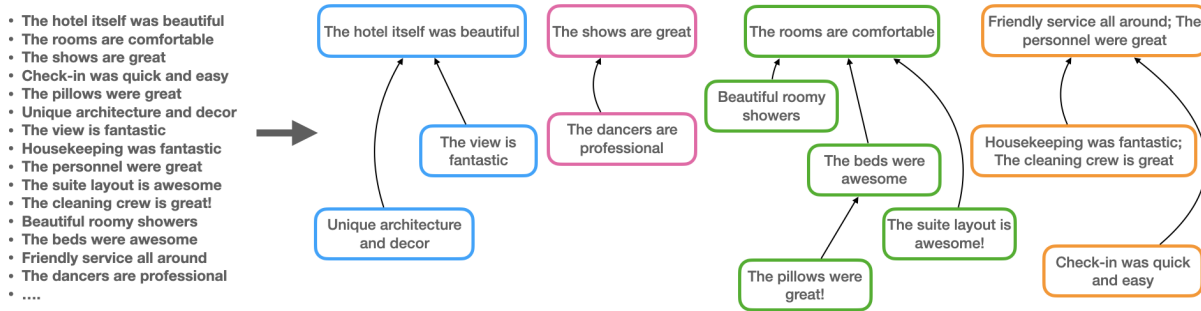 • The hotel itself was beautiful
• The rooms are comfortable
• The shows are great
• Check-in was quick and easy
• The pillows were great
• Unique architecture and decor
• The view is fantastic
• Housekeeping was fantastic
• The personnel were great
• The suite layout is awesome
• The cleaning crew is great!
• Beautiful roomy showers
• The beds were awesome
• Friendly service all around
• The dancers are professional
• ....
The hotel itself was beautiful
The view is
fantastic
Unique architecture
and decor
The shows are great
The dancers are
professional
The rooms are comfortable
Beautiful roomy
showers
The beds were
awesome
The suite layout is
awesome!
The pillows were
great!
Friendly service all around; The
personnel were great
Housekeeping was fantastic;
The cleaning crew is great
Check-in was quick
and easy